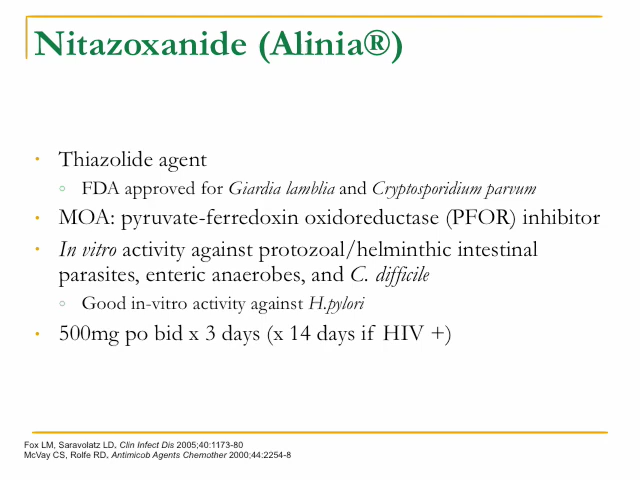 Nitazoxanide (Alinia®)
• Thiazolide agent
○ FDA approved for Giardia lamblia and Cryptosporidium parvum
• MOA: pyruvate-ferredoxin oxidoreductase (PFOR) inhibitor
• In vitro activity against protozoal/helminthic intestinal
parasites, enteric anaerobes, and C. difficile
○ Good in-vitro activity against H.pylori
• 500mg po bid x 3 days (x 14 days if HIV +)
Fox LM, Saravolatz LD. Clin Infect Dis 2005;40:1173-80
McVay CS, Rolfe RD. Antimicob Agents Chemother 2000;44:2254-8